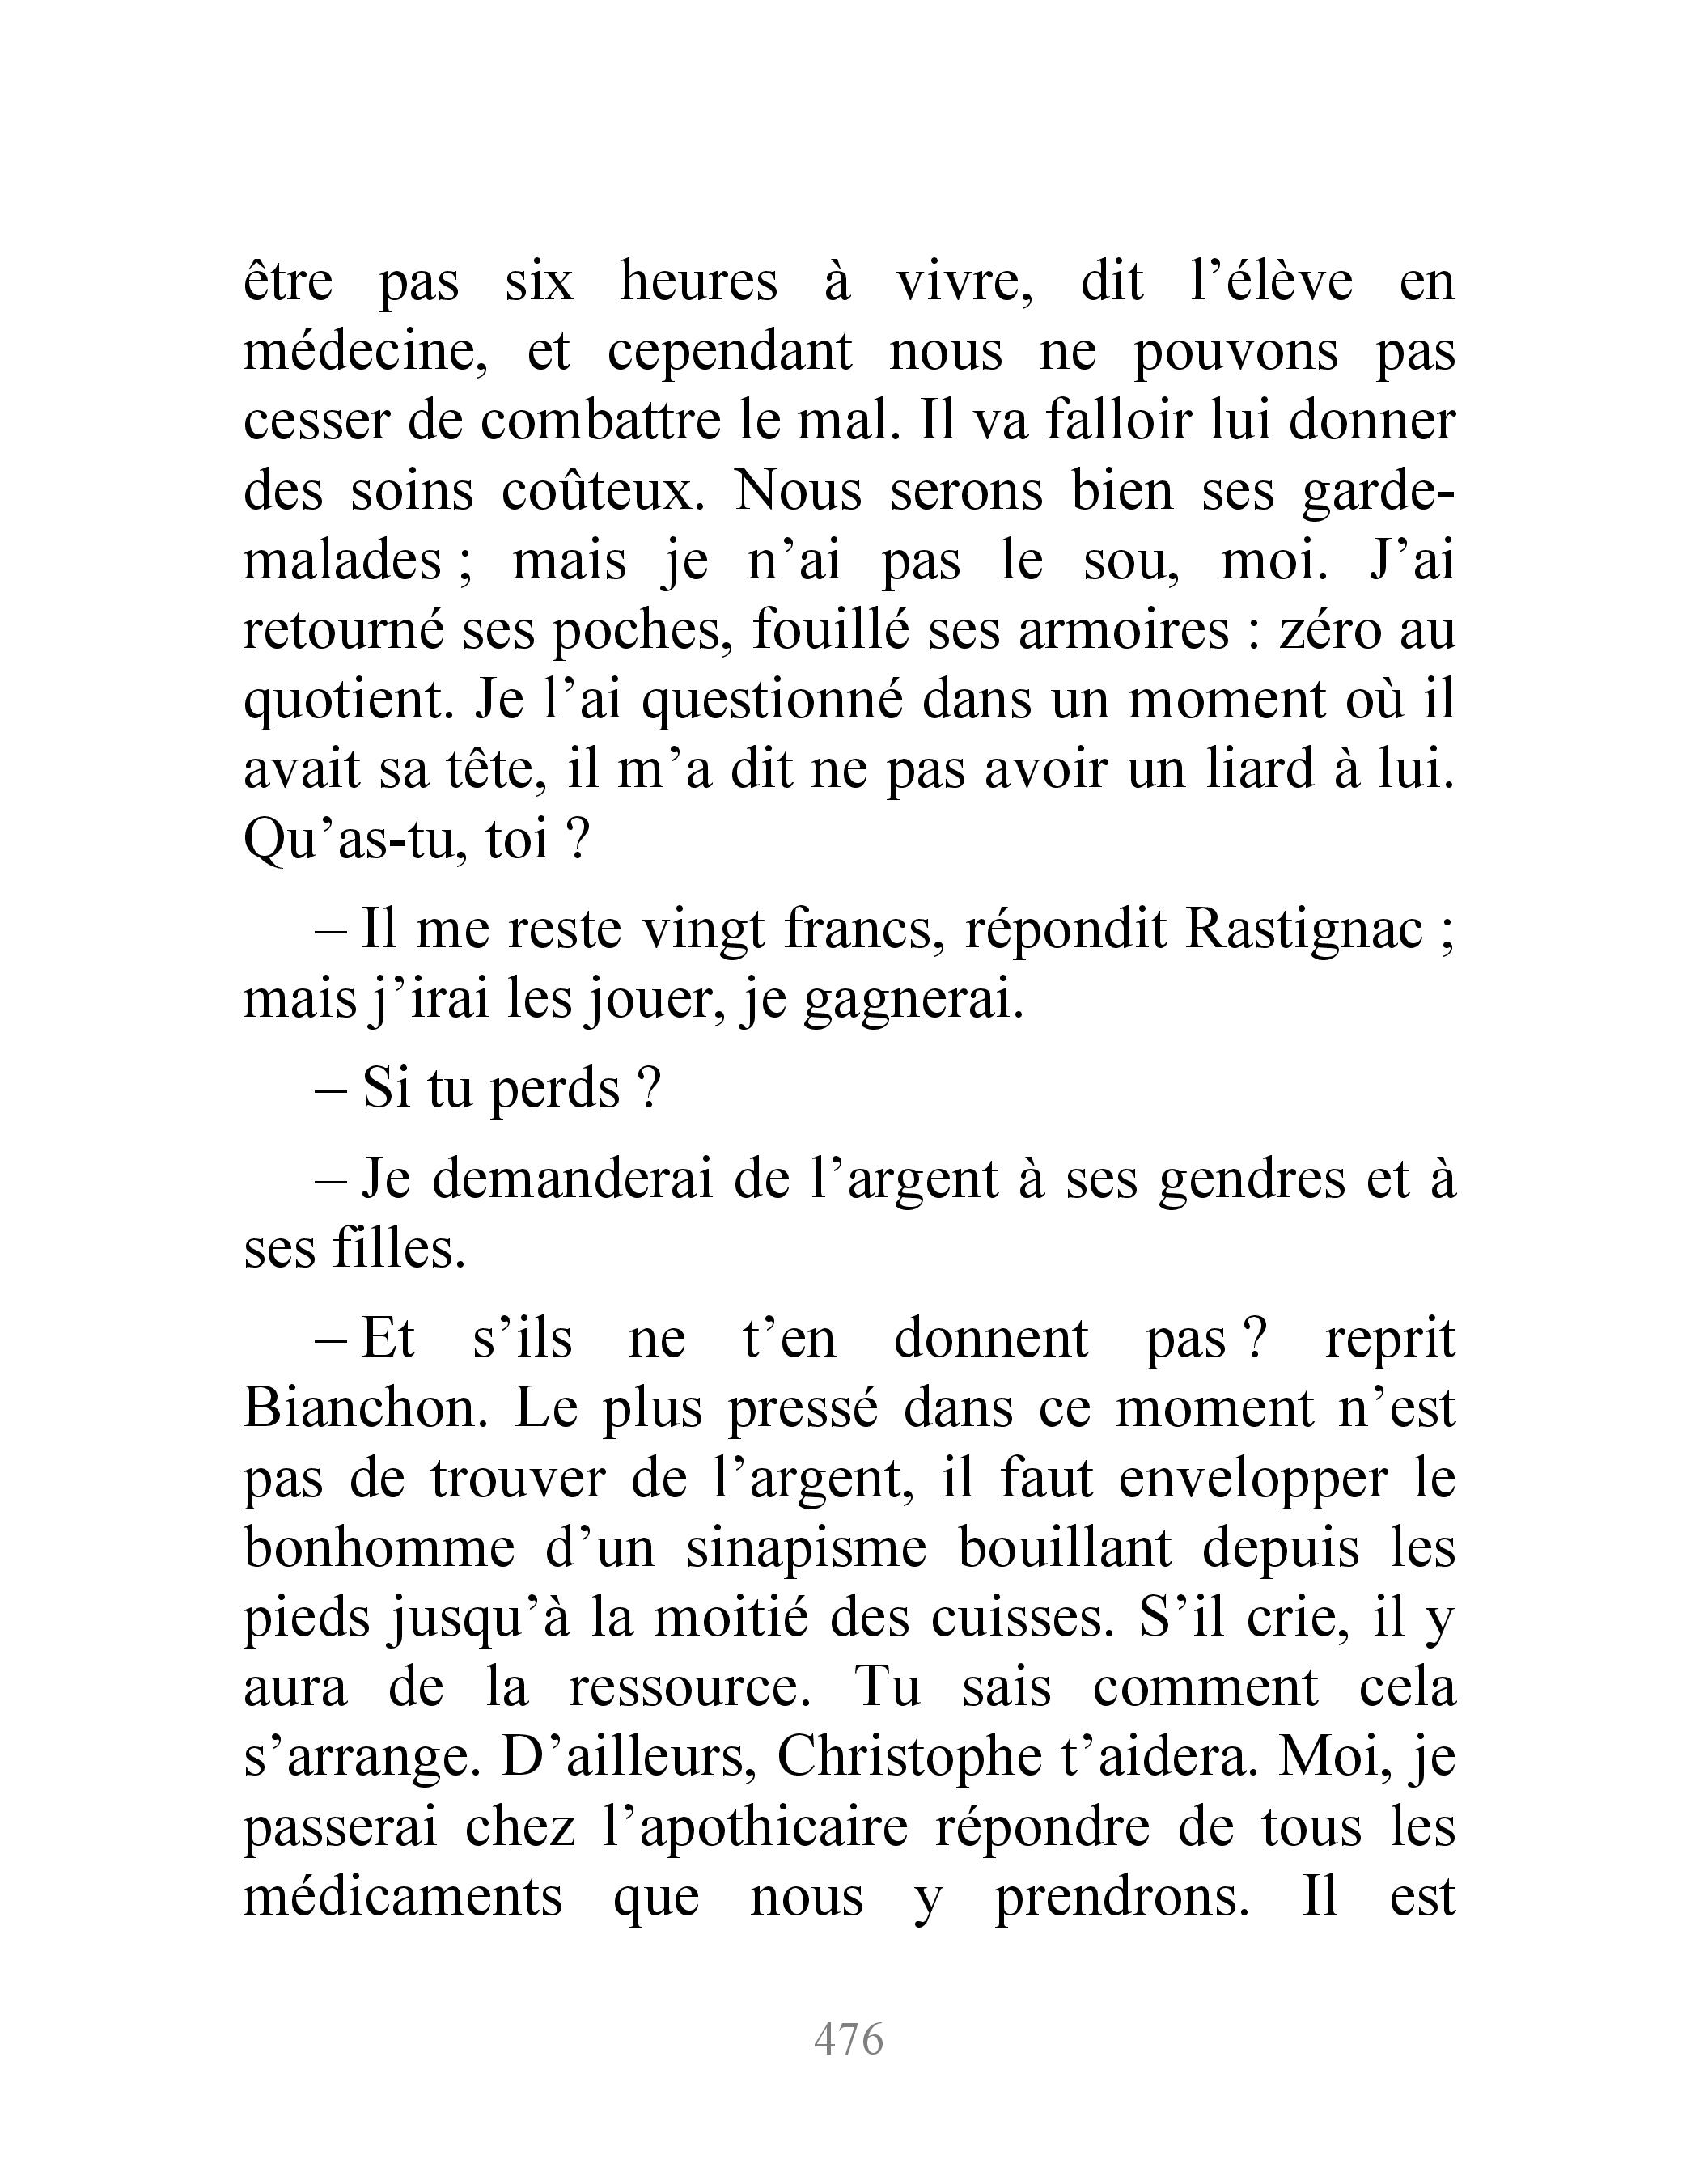 être pas six heures à vivre, dit l’élève en
médecine, et cependant nous ne pouvons pas
cesser de combattre le mal. Il va falloir lui donner
des soins coûteux. Nous serons bien ses garde-
malades ; mais je n’ai pas le sou, moi. J’ai
retourné ses poches, fouillé ses armoires : zéro au
quotient. Je l’ai questionné dans un moment où il
avait sa tête, il m’a dit ne pas avoir un liard à lui.
Qu’as-tu, toi ?
– Il me reste vingt francs, répondit Rastignac ;
mais j’irai les jouer, je gagnerai.
– Si tu perds ?
– Je demanderai de l’argent à ses gendres et à
ses filles.
– Et s’ils ne t’en donnent pas ? reprit
Bianchon. Le plus pressé dans ce moment n’est
pas de trouver de l’argent, il faut envelopper le
bonhomme d’un sinapisme bouillant depuis les
pieds jusqu’à la moitié des cuisses. S’il crie, il y
aura de la ressource. Tu sais comment cela
s’arrange. D’ailleurs, Christophe t’aidera. Moi, je
passerai chez l’apothicaire répondre de tous les
médicaments que nous y prendrons. Il est
476